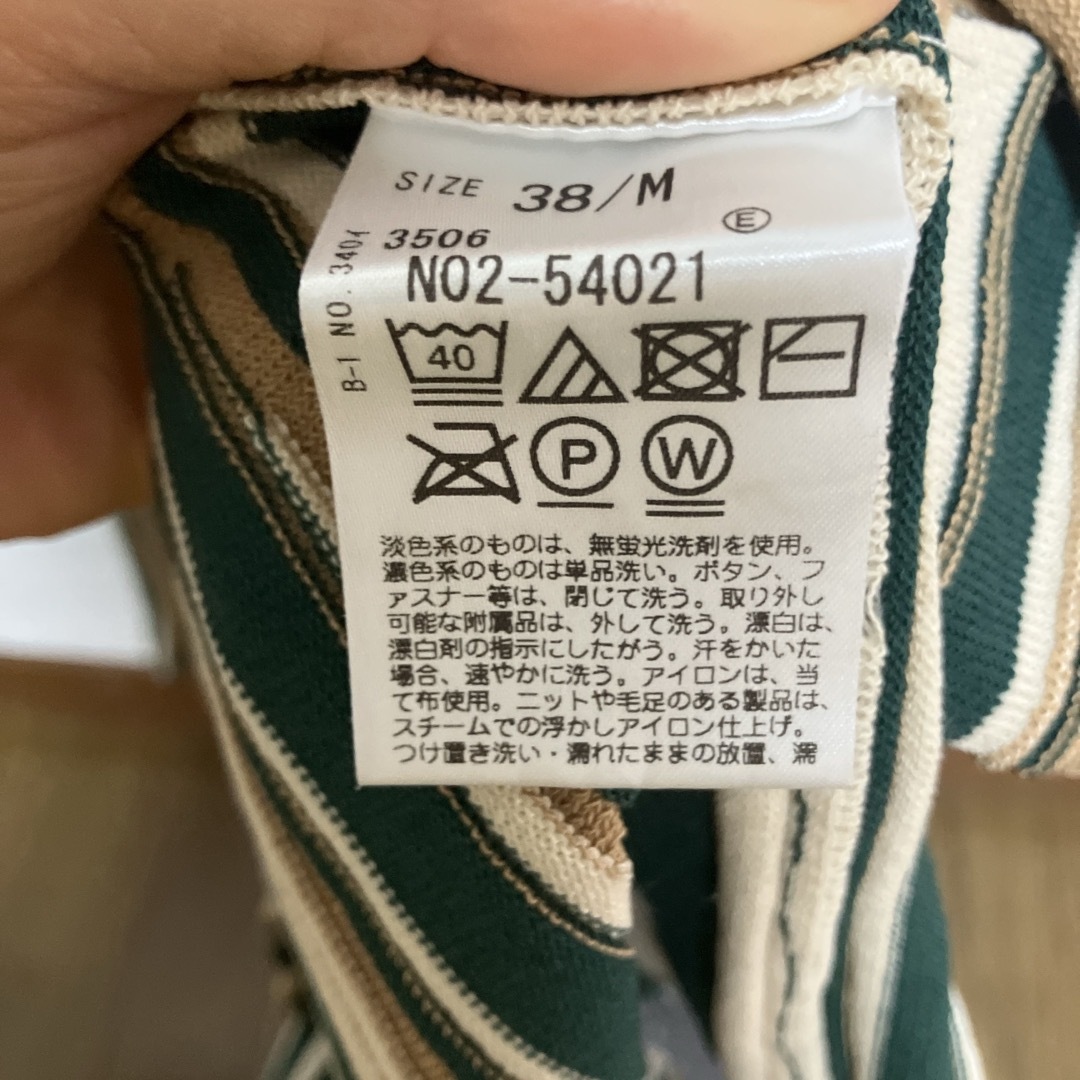 SIZE 38/M
E
3506
N02-54021
B-1 NO. 3401
40
P W
淡色系のものは、無蛍光洗剤を使用。
濃色系のものは単品洗い。ボタン、フ
ァスナー等は、閉じて洗う。取り外し
可能な附属品は、外して洗う。漂白は、
漂白剤の指示にしたがう。汗をかいた
場合、速やかに洗う。アイロンは、当
て布使用。ニットや毛足のある製品は、
スチームでの浮かしアイロン仕上げ。
つけ置き洗い・濡れたままの放置、濡